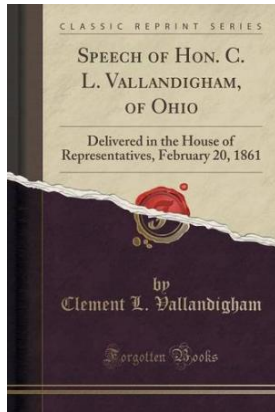 CLASSIC REPRINT SERIES
SPEECH OF HON. C.
L. VALLANDIGHAM,
OF OHIO
Delivered in the House of
Representatives, February 20, 1861
by
Clement L. Vallandigham
Forgotten Books